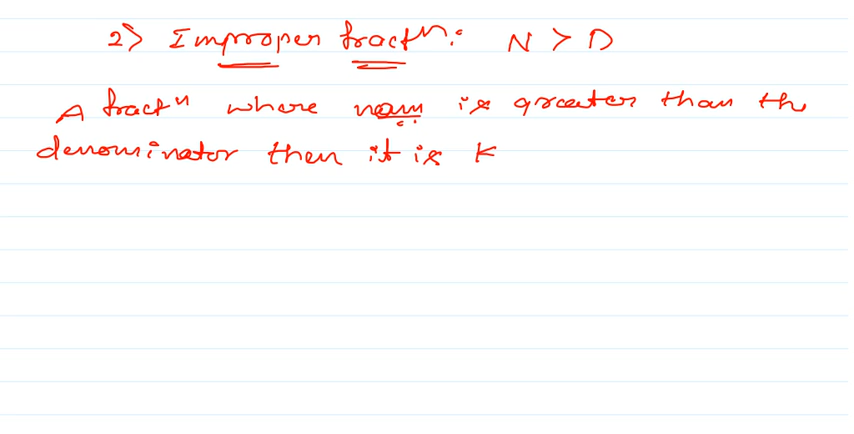 2) Improper fractn: N > D
A fractn where num is greater than the
denominator then it is K